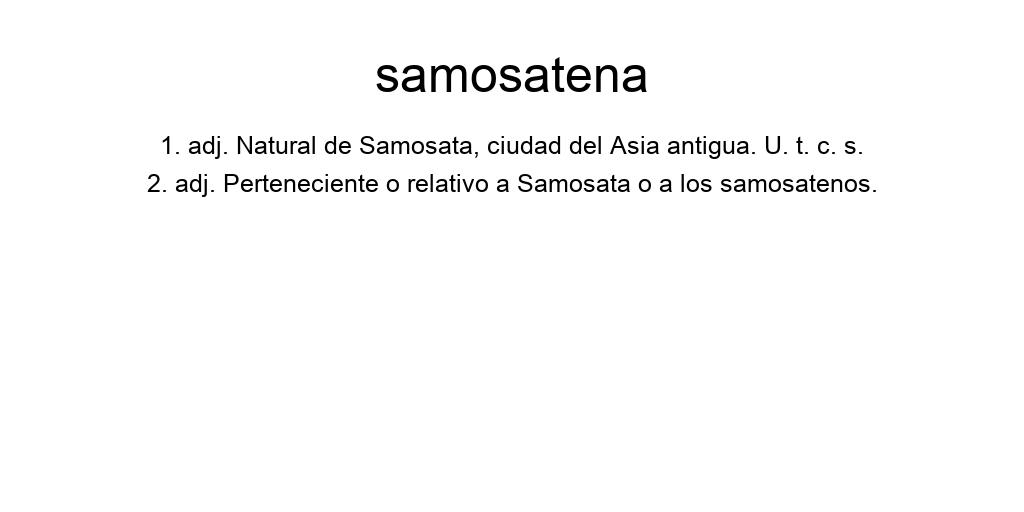 samosatena
1. adj. Natural de Samosata, ciudad del Asia antigua. U. t. c. s.
2. adj. Perteneciente o relativo a Samosata o a los samosatenos.